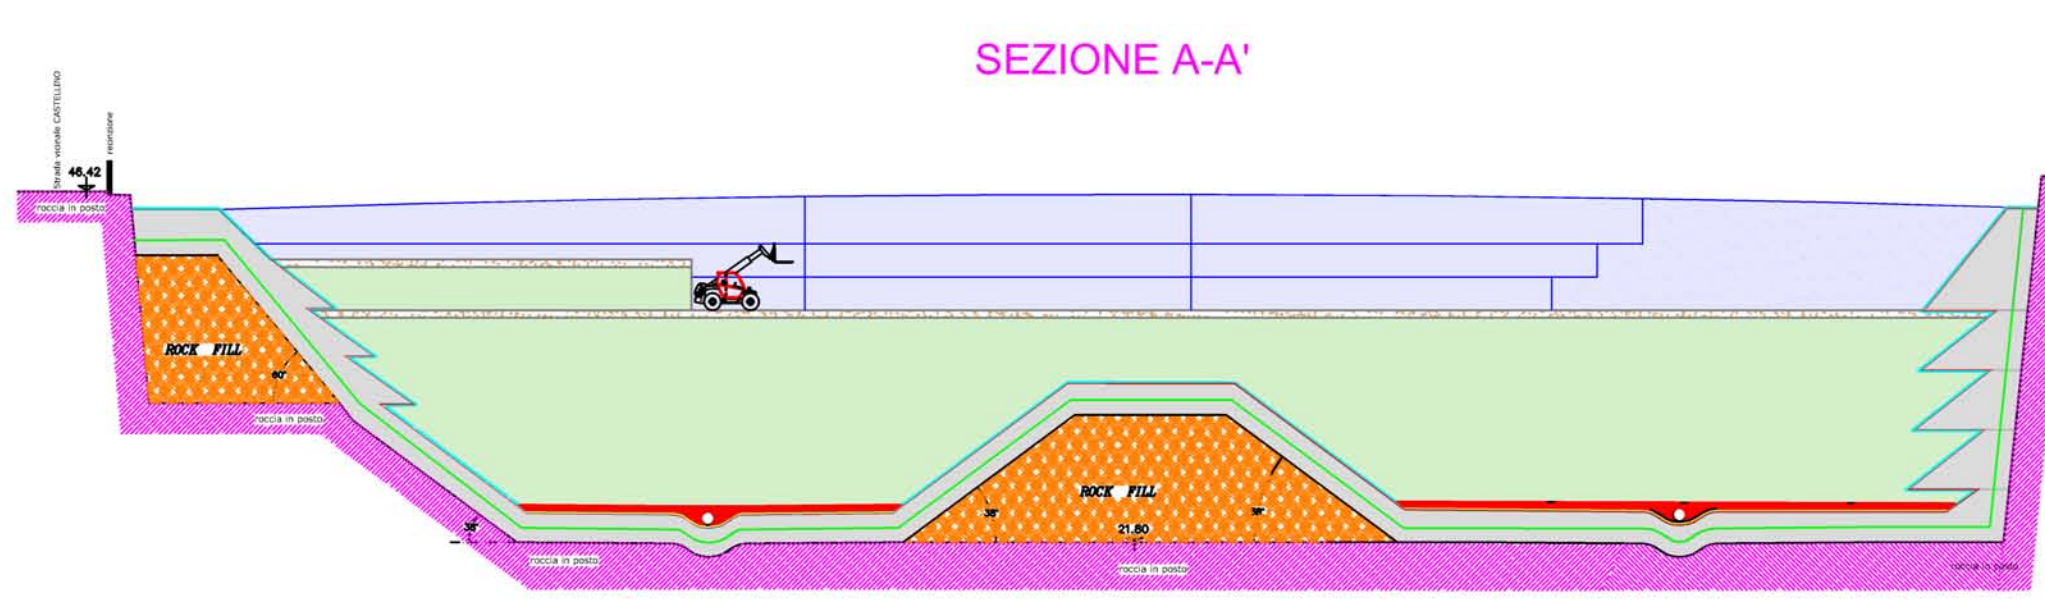 SEZIONE A-A'
Strada vicinale CASTELLINO
recinzione
46.42
roccia in posto
ROCK FILL
60°
roccia in posto
38°
roccia in posto
ROCK FILL
38°
38°
21.80
roccia in posto
roccia in posto